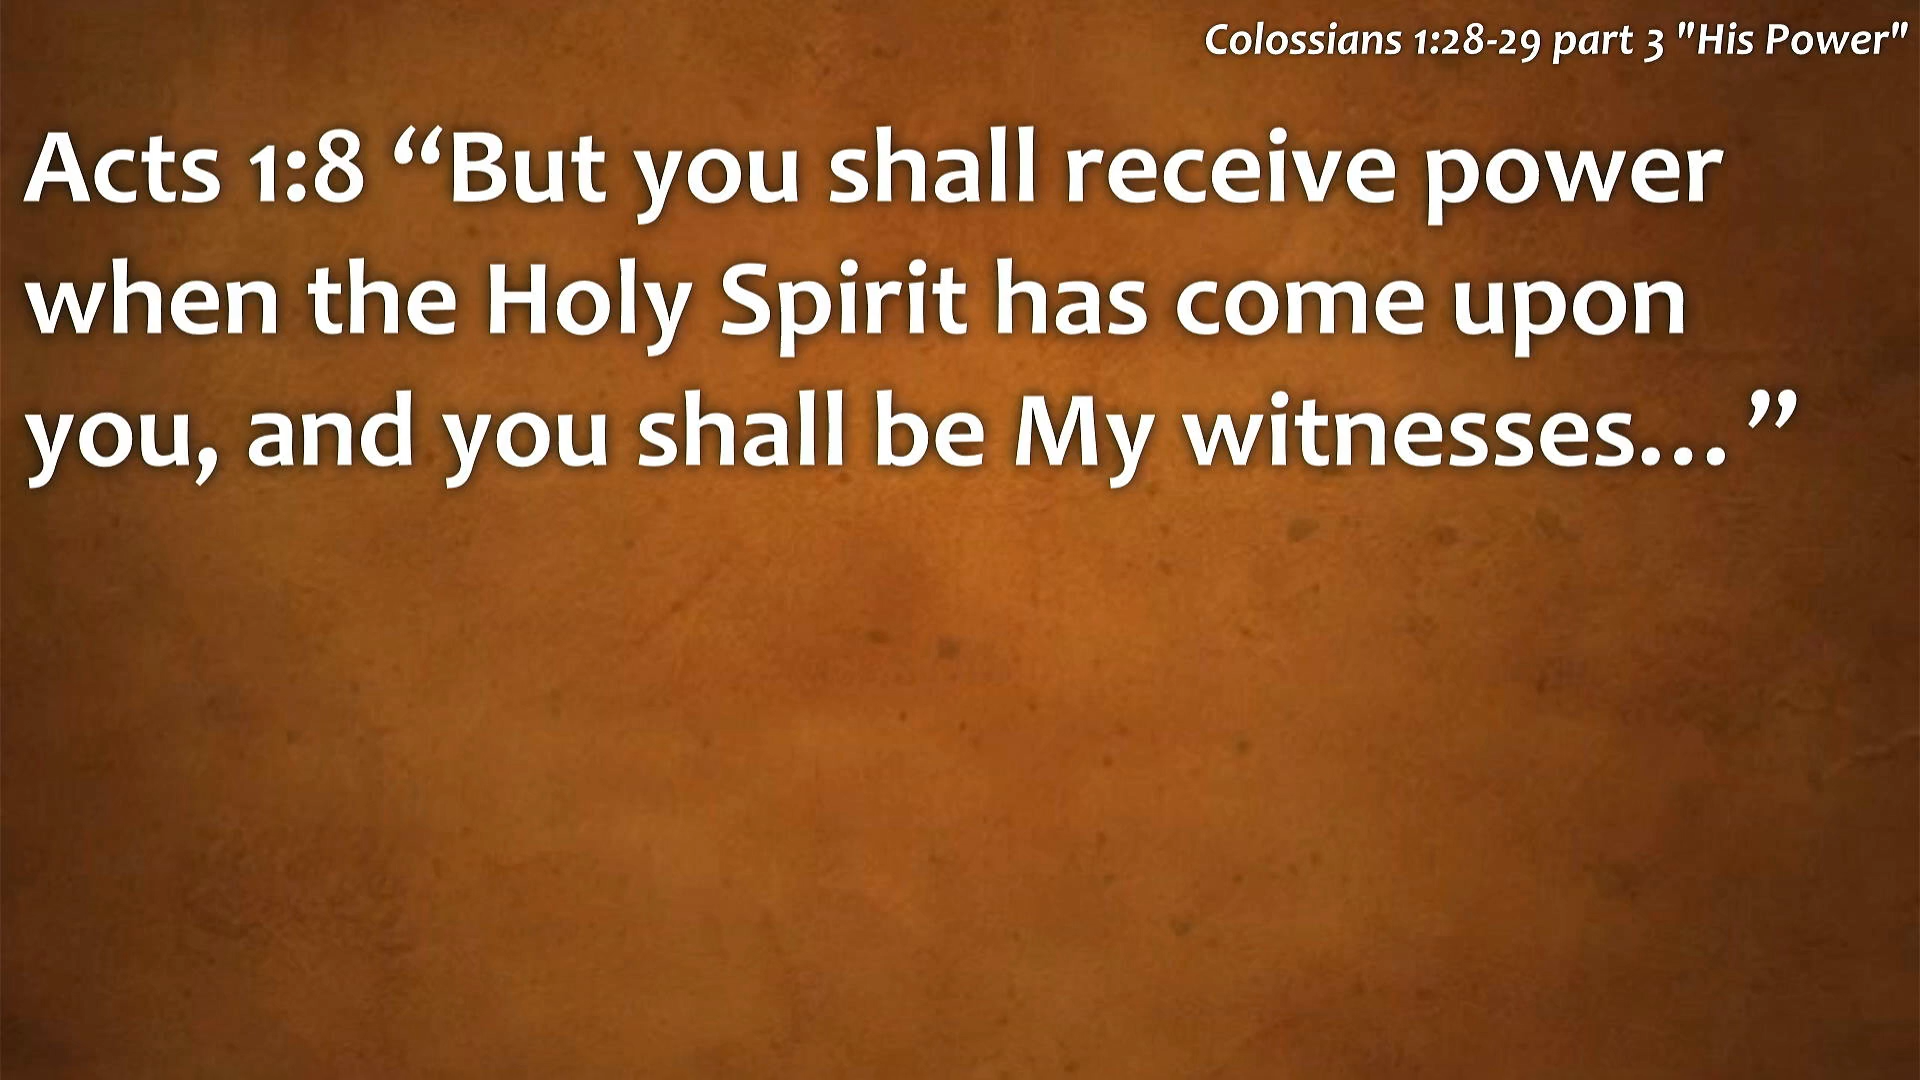 Colossians 1:28-29 part 3 "His Power"
Acts 1:8 “But you shall receive power
when the Holy Spirit has come upon
you, and you shall be My witnesses…”